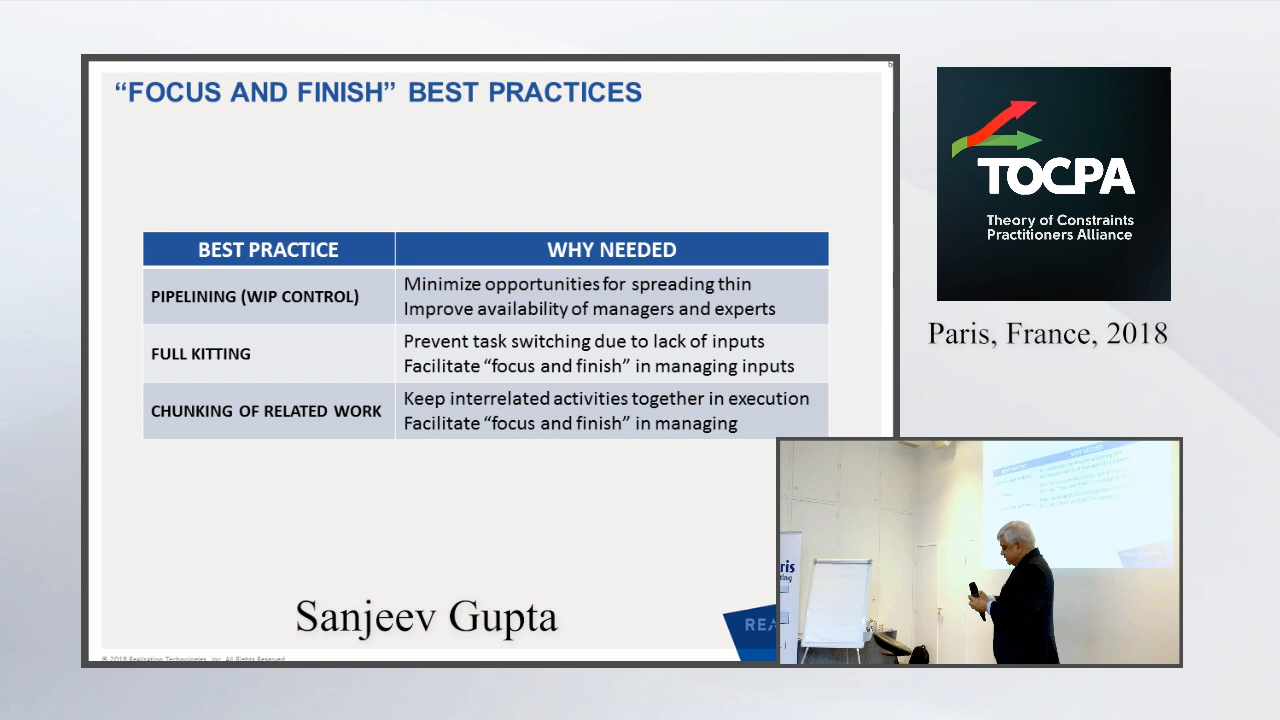 “FOCUS AND FINISH” BEST PRACTICES
BEST PRACTICE
WHY NEEDED
PIPELINING (WIP CONTROL)
Minimize opportunities for spreading thin
Improve availability of managers and experts
FULL KITTING
Prevent task switching due to lack of inputs
Facilitate “focus and finish” in managing inputs
CHUNKING OF RELATED WORK
Keep interrelated activities together in execution
Facilitate “focus and finish” in managing
Sanjeev Gupta
TOCPA
Theory of Constraints
Practitioners Alliance
Paris, France, 2018